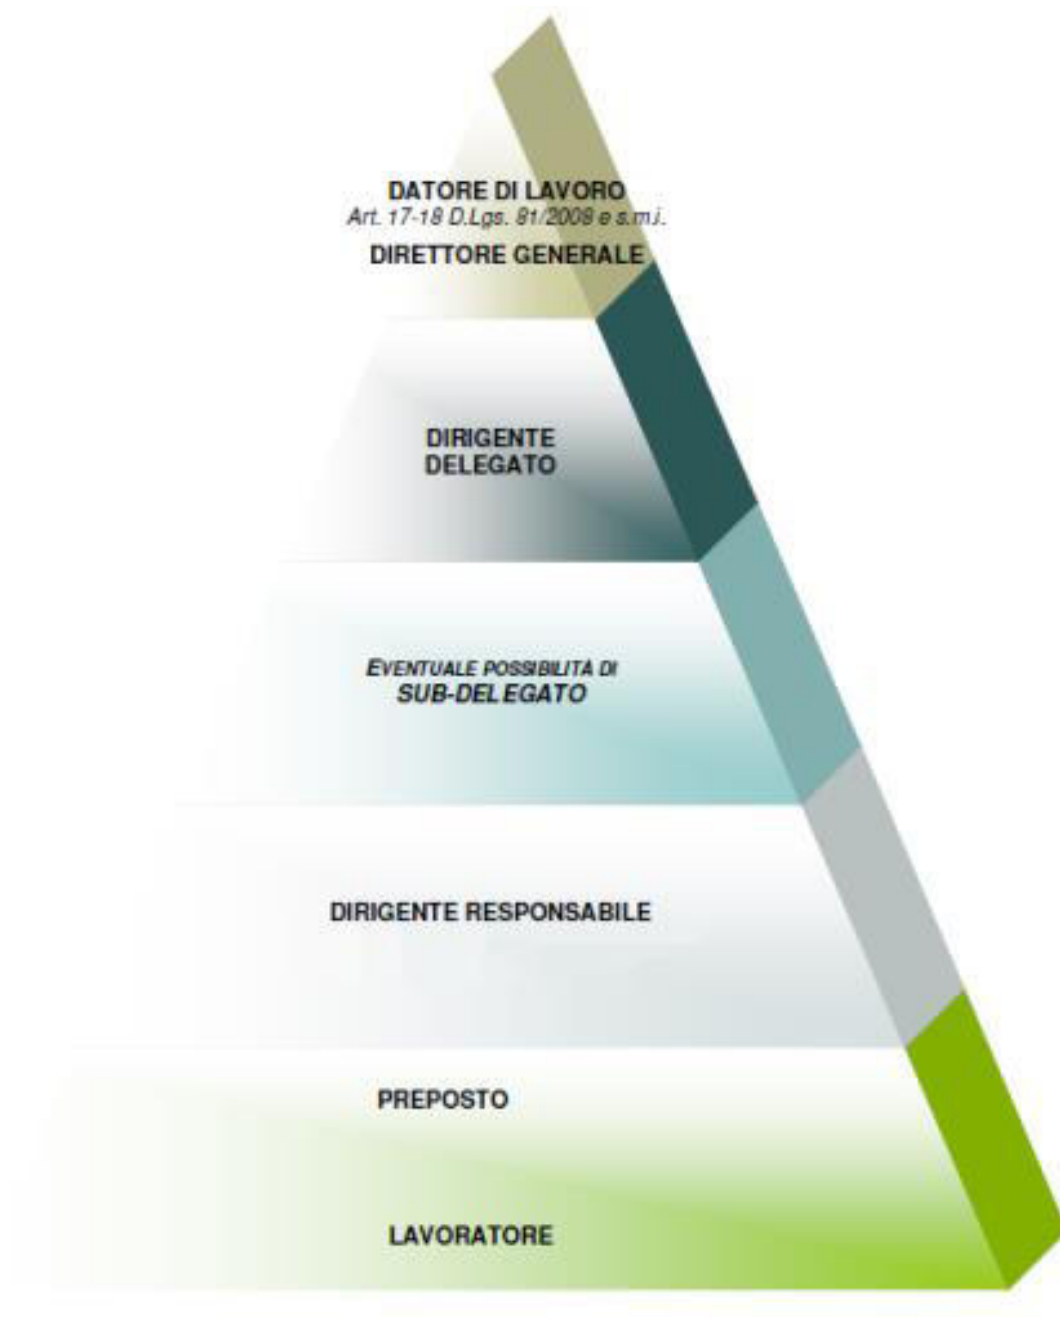 DATORE DI LAVORO
Art. 17-18 D.Lgs. 81/2008 e s.m.i.
DIRETTORE GENERALE
DIRIGENTE
DELEGATO
EVENTUALE POSSIBILITÀ DI
SUB-DELEGATO
DIRIGENTE RESPONSABILE
PREPOSTO
LAVORATORE